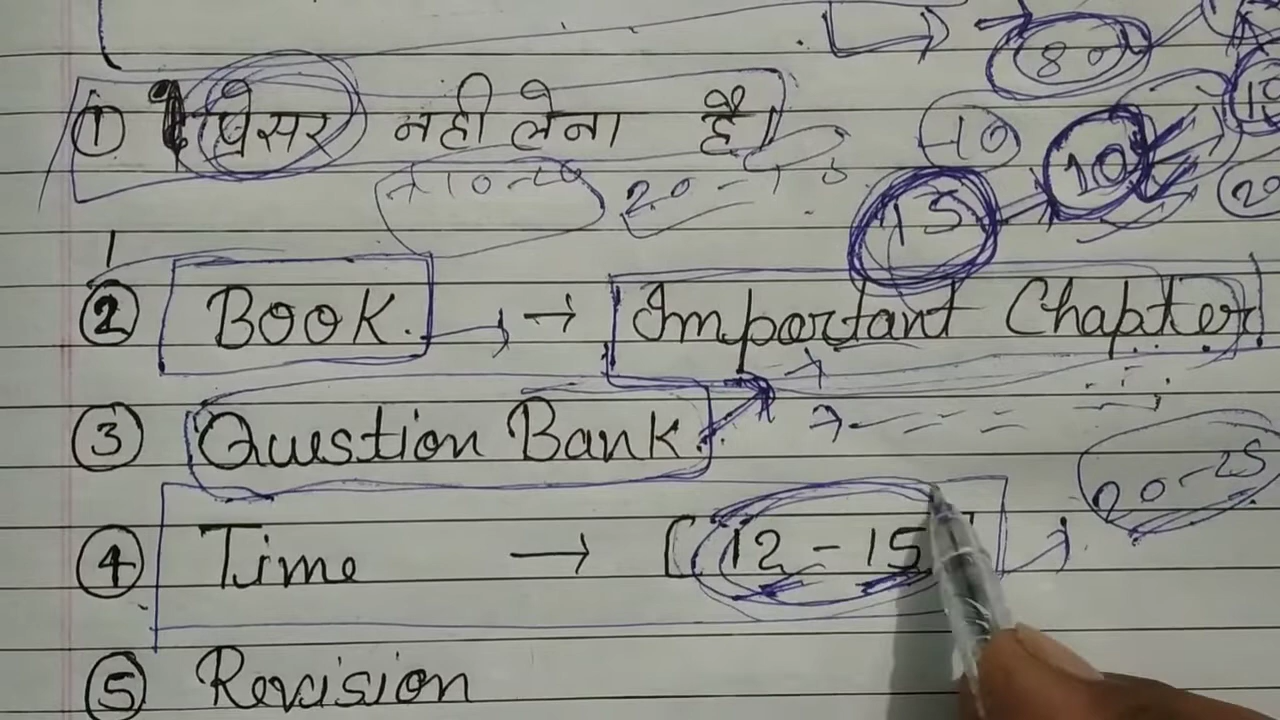 80
① प्रेसर नही लेना है।
-10
10
10-20 20-
15
20
② BOOK. → Important Chapter
③ Question Bank.
20-25
④ Time → [12-15]
⑤ Revision